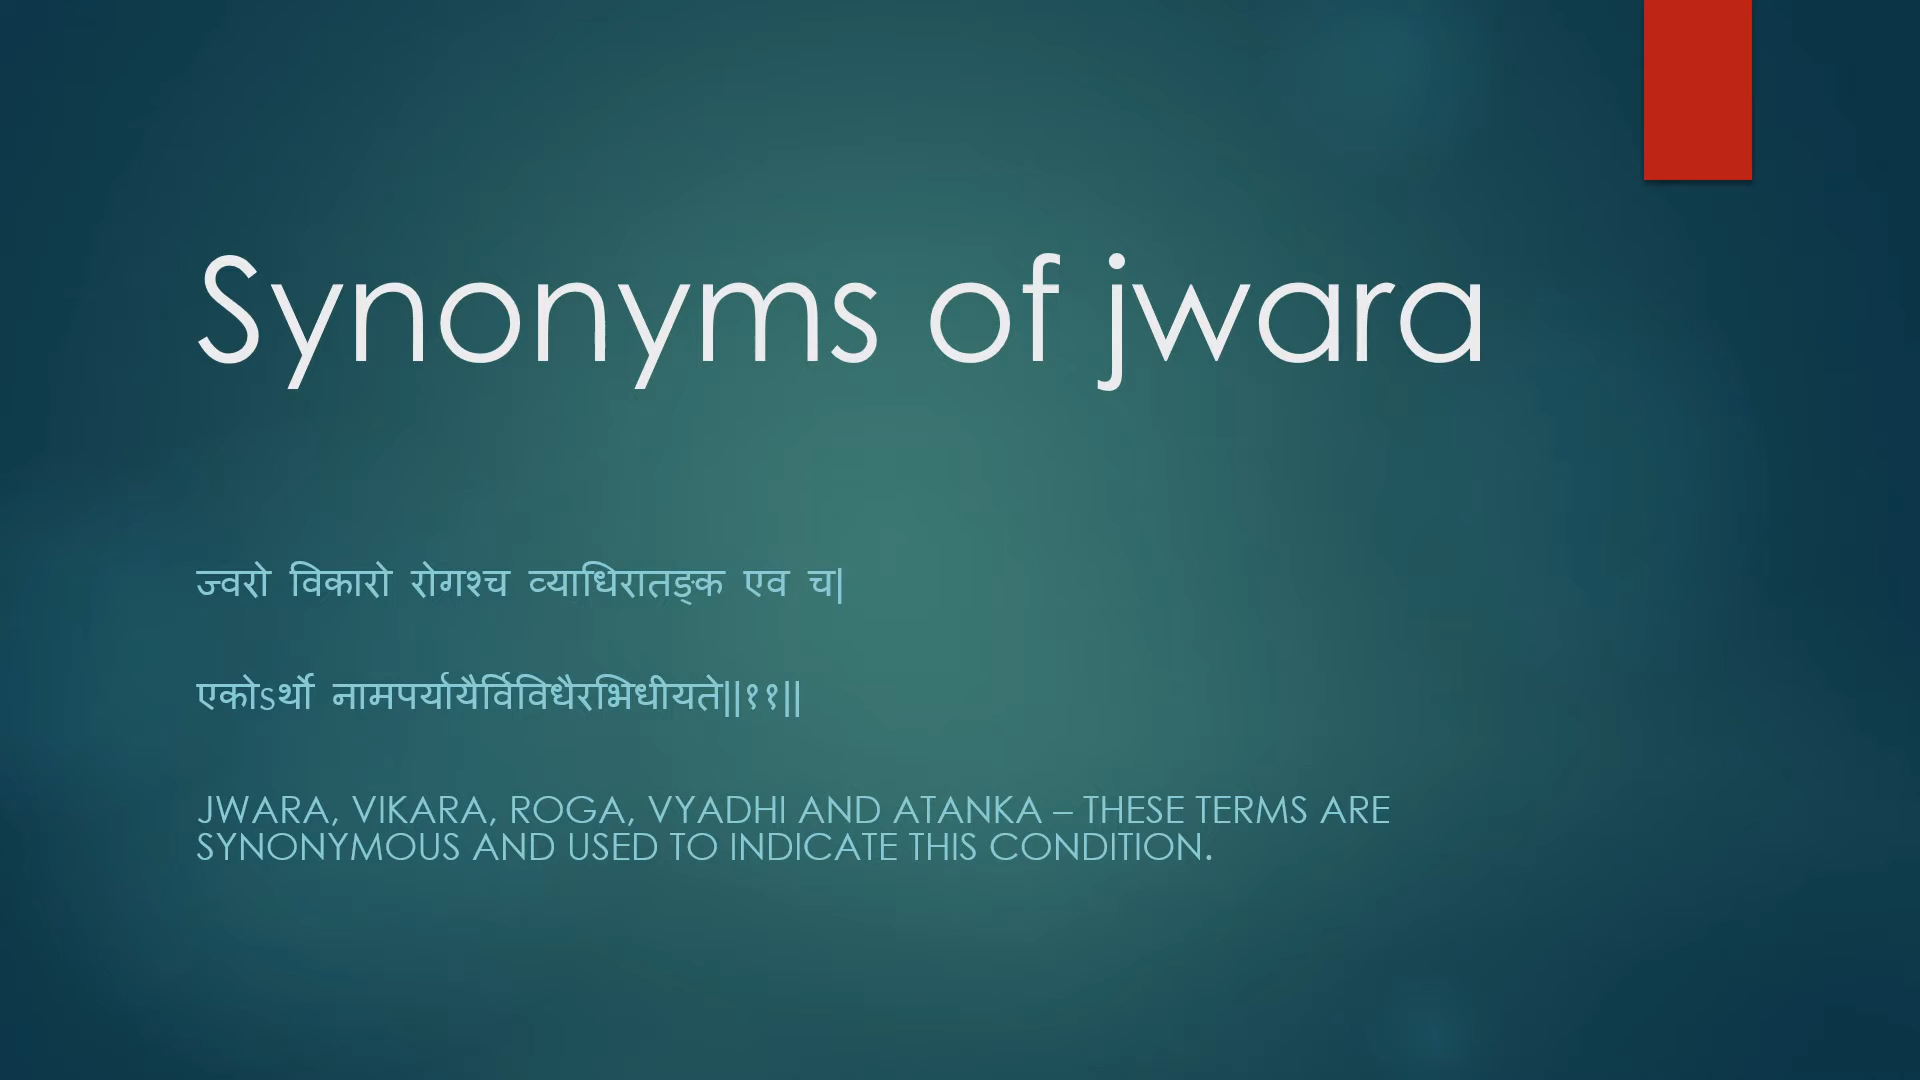 Synonyms of jwara
ज्वरो विकारो रोगश्च व्याधिरातङ्क एव च|
एकोऽर्थो नामपर्यायैर्विविधैरभिधीयते||११||
JWARA, VIKARA, ROGA, VYADHI AND ATANKA – THESE TERMS ARE
SYNONYMOUS AND USED TO INDICATE THIS CONDITION.